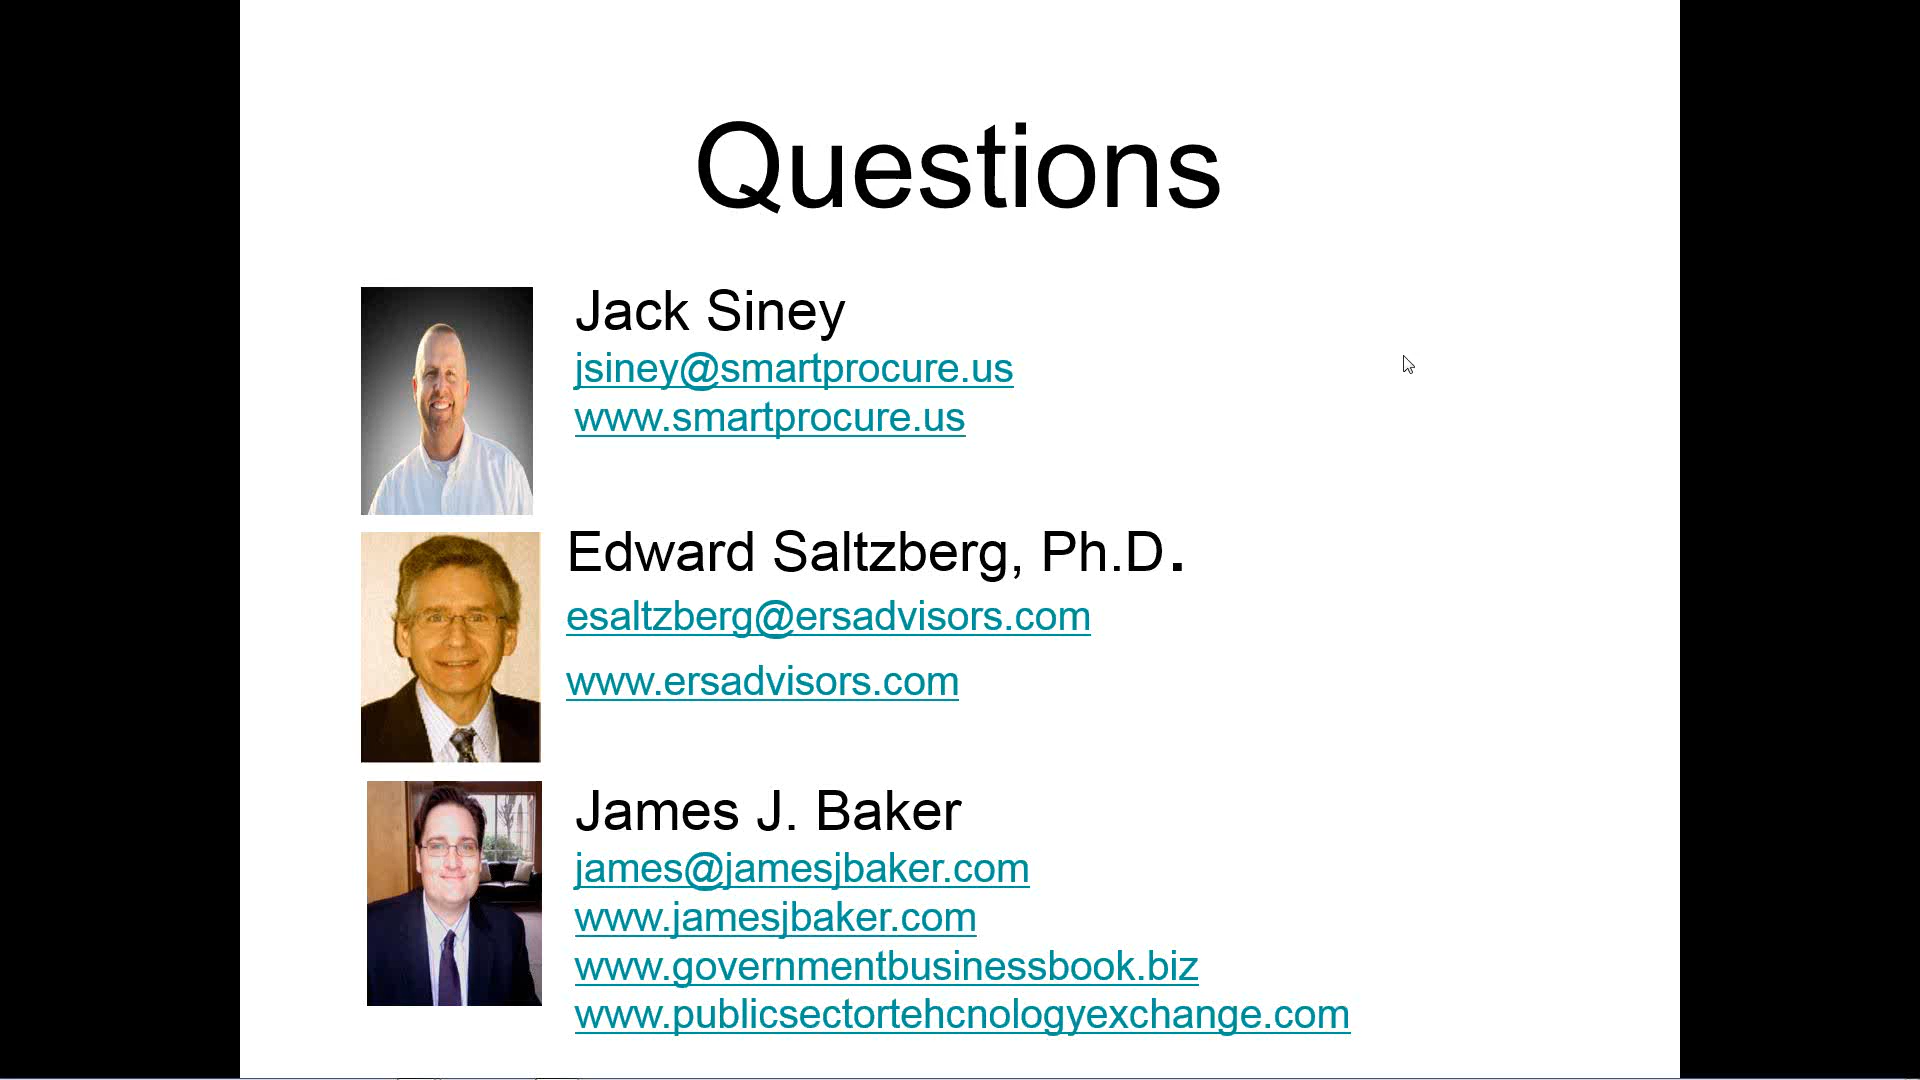 Questions
Jack Siney
jsiney@smartprocure.us
www.smartprocure.us
Edward Saltzberg, Ph.D.
esaltzberg@ersadvisors.com
www.ersadvisors.com
James J. Baker
james@jamesjbaker.com
www.jamesjbaker.com
www.governmentbusinessbook.biz
www.publicsectortehcnologyexchange.com